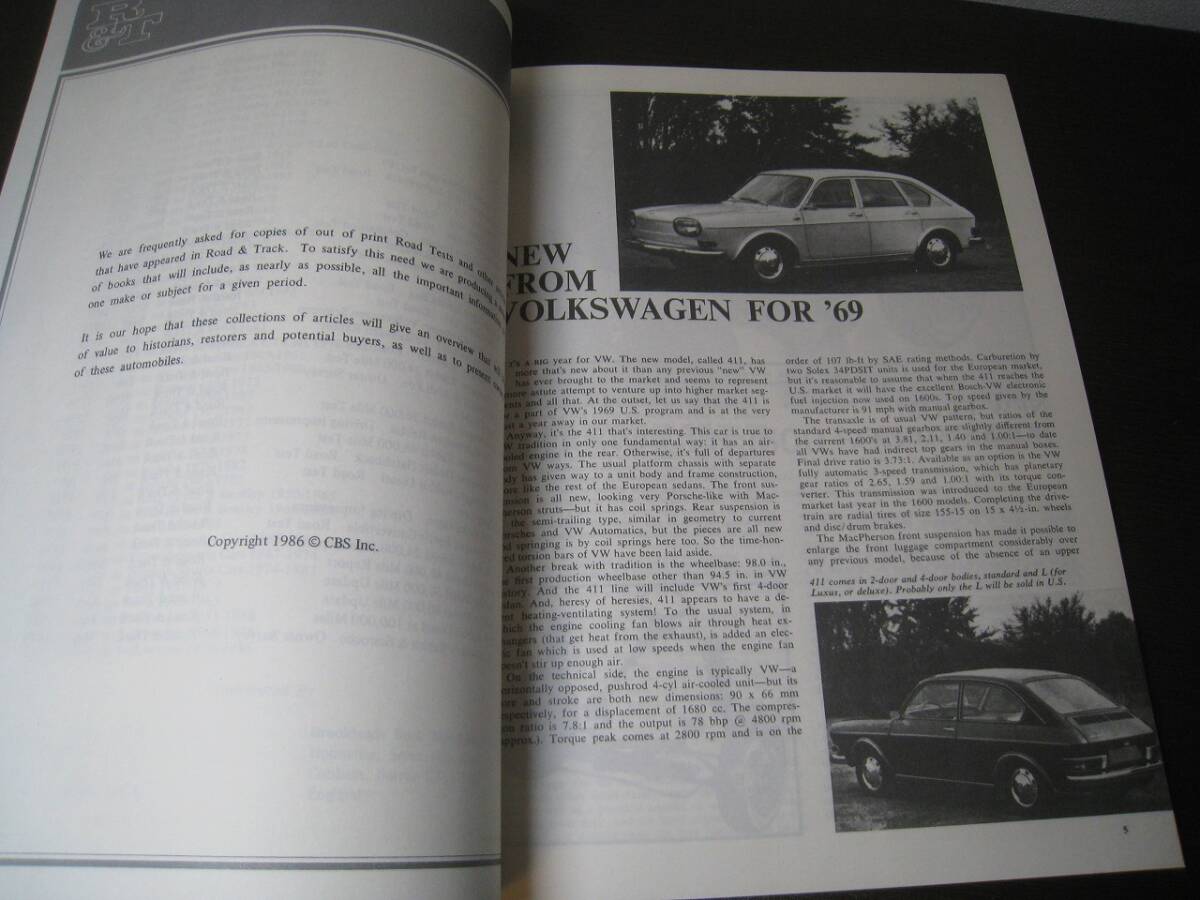 R
&T
We are frequently asked for copies of out of print Road Tests and other
that have appeared in Road & Track. To satisfy this need we are producing a
of books that will include, as nearly as possible, all the important information
one make or subject for a given period.
It is our hope that these collections of articles will give an overview that will
of value to historians, restorers and potential buyers, as well as to present
of these automobiles.
Copyright 1986 © CBS Inc.
NEW
FROM
VOLKSWAGEN FOR '69
IT'S A BIG year for VW. The new model, called 411, has
more that's new about it than any previous "new" VW
has ever brought to the market and seems to represent
more astute attempt to venture up into higher market seg-
ments and all that. At the outset, let us say that the 411 is
a part of VW's 1969 U.S. program and is at the very
a year away in our market.
Anyway, it's the 411 that's interesting. This car is true to
VW tradition in only one fundamental way: it has an air-
cooled engine in the rear. Otherwise, it's full of departures
from VW ways. The usual platform chassis with separate
body has given way to a unit body and frame construction,
more like the rest of the European sedans. The front sus-
pension is all new, looking very Porsche-like with Mac-
Pherson struts—but it has coil springs. Rear suspension is
the semi-trailing type, similar in geometry to current
Porsches and VW Automatics, but the pieces are all new
and springing is by coil springs here too. So the time-hon-
ored torsion bars of VW have been laid aside.
Another break with tradition is the wheelbase: 98.0 in.,
the first production wheelbase other than 94.5 in. in VW
history. And the 411 line will include VW's first 4-door
sedan. And, heresy of heresies, 411 appears to have a de-
cent heating-ventilating system! To the usual system, in
which the engine cooling fan blows air through heat ex-
changers (that get heat from the exhaust), is added an elec-
tric fan which is used at low speeds when the engine fan
doesn't stir up enough air.
On the technical side, the engine is typically VW—a
horizontally opposed, pushrod 4-cyl air-cooled unit—but its
bore and stroke are both new dimensions: 90 x 66 mm
respectively, for a displacement of 1680 cc. The compres-
sion ratio is 7.8:1 and the output is 78 bhp @ 4800 rpm
(approx.). Torque peak comes at 2800 rpm and is on the
order of 107 lb-ft by SAE rating methods. Carburetion by
two Solex 34PDSIT units is used for the European market,
but it's reasonable to assume that when the 411 reaches the
U.S. market it will have the excellent Bosch-VW electronic
fuel injection now used on 1600s. Top speed given by the
manufacturer is 91 mph with manual gearbox.
The transaxle is of usual VW pattern, but ratios of the
standard 4-speed manual gearbox are slightly different from
the current 1600's at 3.81, 2.11, 1.40 and 1.00:1—to date
all VWs have had indirect top gears in the manual boxes.
Final drive ratio is 3.73:1. Available as an option is the VW
fully automatic 3-speed transmission, which has planetary
gear ratios of 2.65, 1.59 and 1.00:1 with its torque con-
verter. This transmission was introduced to the European
market last year in the 1600 models. Completing the drive-
train are radial tires of size 155-15 on 15 x 4½-in. wheels
and disc/drum brakes.
The MacPherson front suspension has made it possible to
enlarge the front luggage compartment considerably over
any previous model, because of the absence of an upper
411 comes in 2-door and 4-door bodies, standard and L (for
Luxus, or deluxe). Probably only the L will be sold in U.S.
5